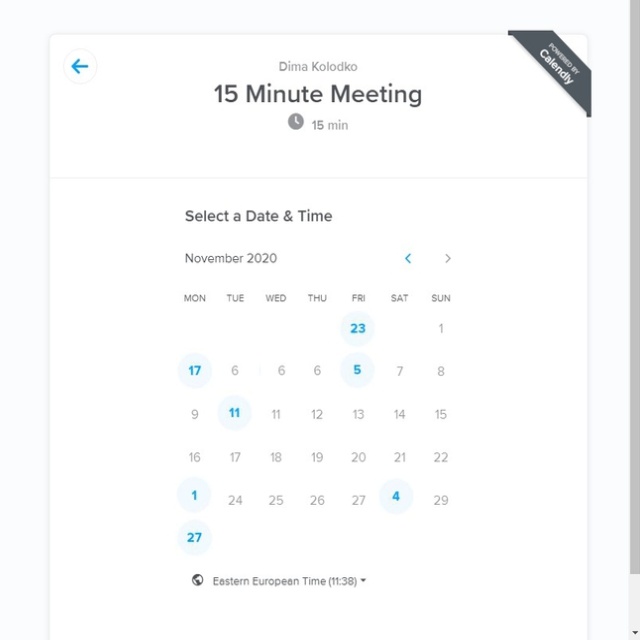 POWERED BY
Calendly
Dima Kolodko
15 Minute Meeting
15 min
Select a Date & Time
November 2020
MON TUE WED THU FRI SAT SUN
23 1
17 6 6 6 5 7 8
9 11 11 12 13 14 15
16 17 18 19 20 21 22
1 24 25 26 27 4 29
27
Eastern European Time (11:38)